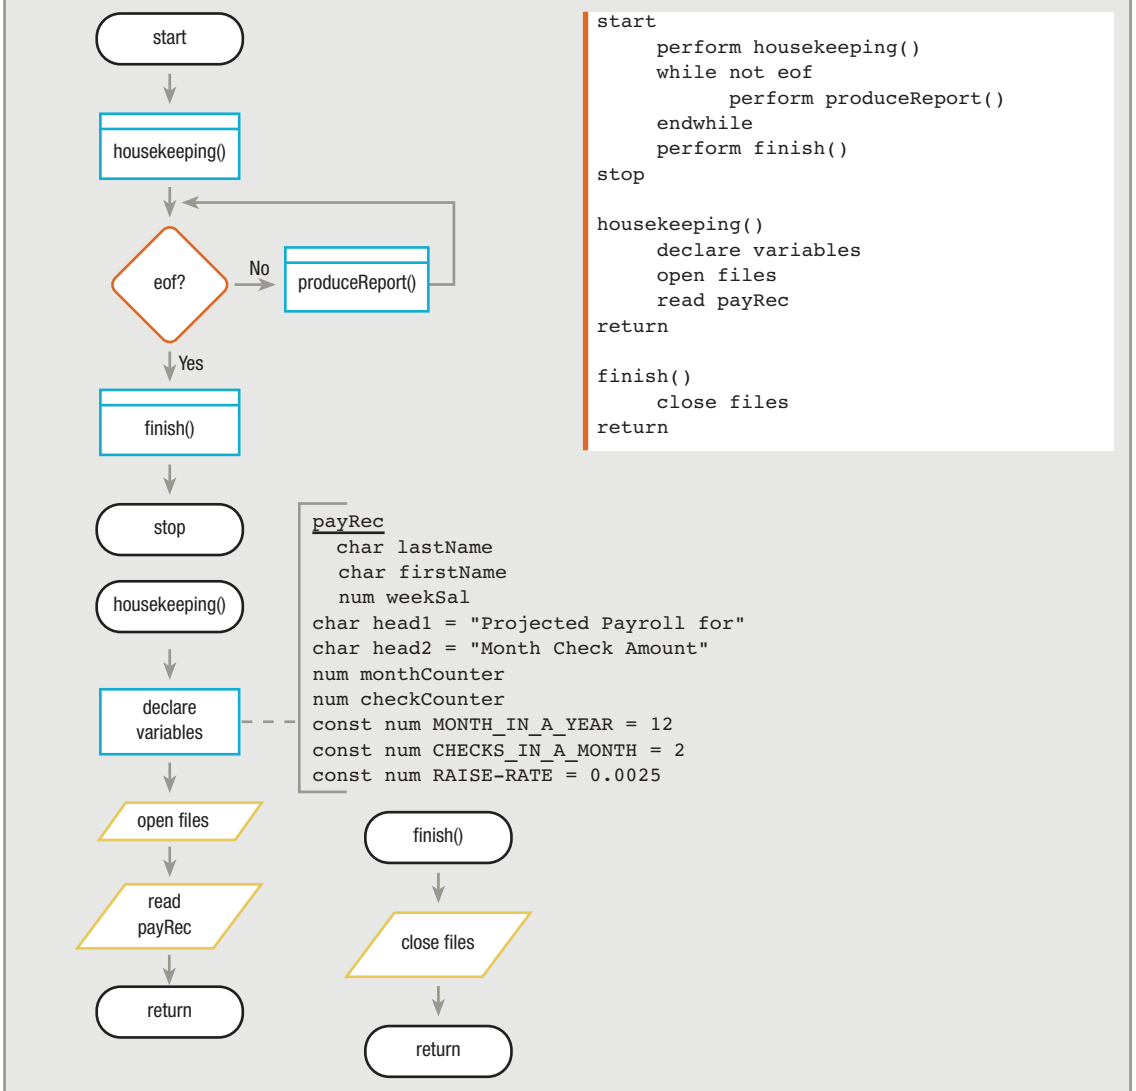 start
housekeeping()
eof?
No
produceReport()
Yes
finish()
stop
start
perform housekeeping()
while not eof
perform produceReport()
endwhile
perform finish()
stop
housekeeping()
declare variables
open files
read payRec
return
finish()
close files
return
housekeeping()
declare
variables
payRec
char lastName
char firstName
num weekSal
char head1 = "Projected Payroll for"
char head2 = "Month Check Amount"
num monthCounter
num checkCounter
const num MONTH_IN_A_YEAR = 12
const num CHECKS_IN_A_MONTH = 2
const num RAISE-RATE = 0.0025
open files
read
payRec
return
finish()
close files
return